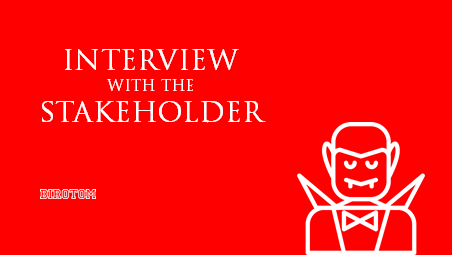 INTERVIEW
WITH THE
STAKEHOLDER
BIROTOM